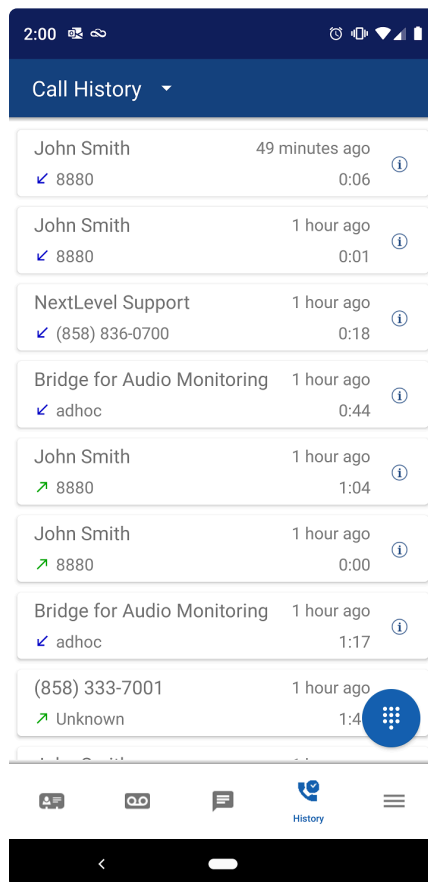 2:00
Call History
John Smith 49 minutes ago
8880 0:06
John Smith 1 hour ago
8880 0:01
NextLevel Support 1 hour ago
(858) 836-0700 0:18
Bridge for Audio Monitoring 1 hour ago
adhoc 0:44
John Smith 1 hour ago
8880 1:04
John Smith 1 hour ago
8880 0:00
Bridge for Audio Monitoring 1 hour ago
adhoc 1:17
(858) 333-7001 1 hour ago
Unknown
History